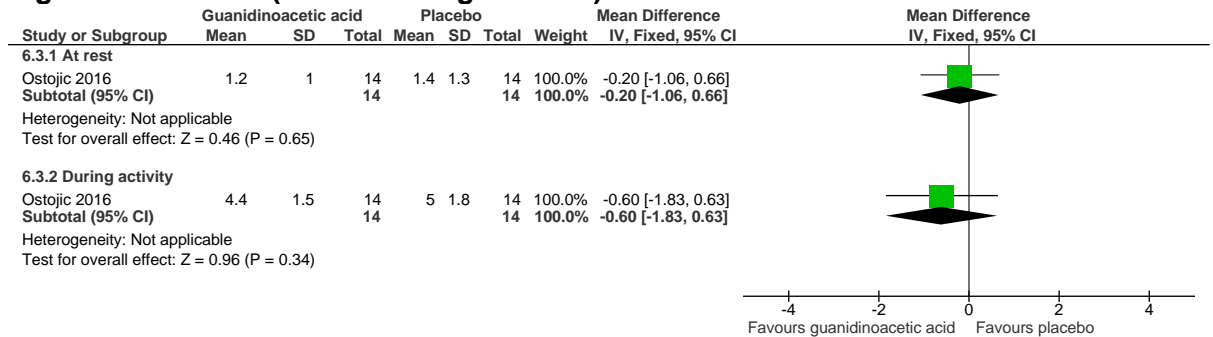 Guanidinoacetic acid Placebo Mean Difference Mean Difference
Study or Subgroup Mean SD Total Mean SD Total Weight IV, Fixed, 95% CI IV, Fixed, 95% CI
6.3.1 At rest
Ostojic 2016 1.2 1 14 1.4 1.3 14 100.0% -0.20 [-1.06, 0.66]
Subtotal (95% CI) 14 14 100.0% -0.20 [-1.06, 0.66]
Heterogeneity: Not applicable
Test for overall effect: Z = 0.46 (P = 0.65)
6.3.2 During activity
Ostojic 2016 4.4 1.5 14 5 1.8 14 100.0% -0.60 [-1.83, 0.63]
Subtotal (95% CI) 14 14 100.0% -0.60 [-1.83, 0.63]
Heterogeneity: Not applicable
Test for overall effect: Z = 0.96 (P = 0.34)
-4 -2 0 2 4
Favours guanidinoacetic acid Favours placebo